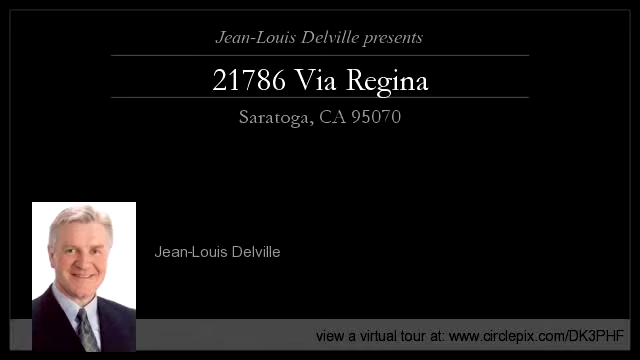 Jean-Louis Delville presents
21786 Via Regina
Saratoga, CA 95070
Jean-Louis Delville
view a virtual tour at: www.circlepix.com/DK3PHF